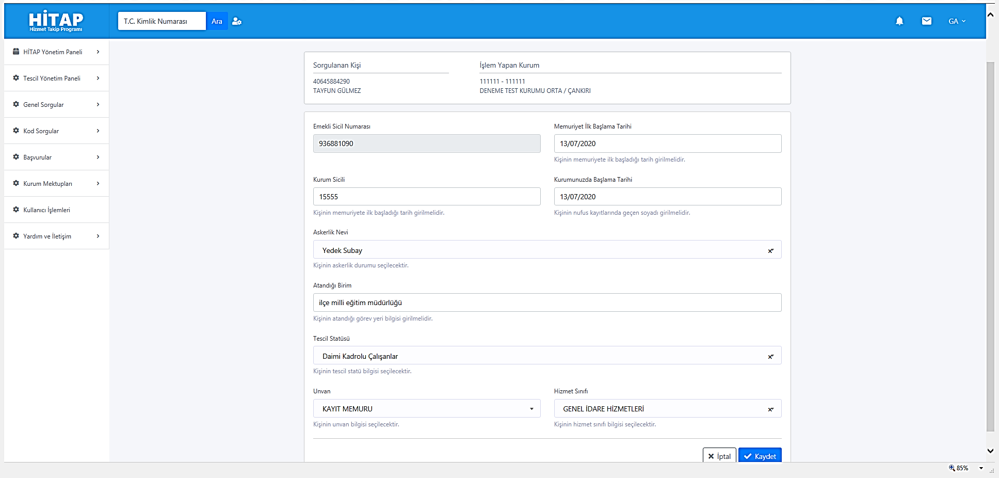 HİTAP
Hizmet Takip Programı
T.C. Kimlik Numarası
Ara
GA
HİTAP Yönetim Paneli
Tescil Yönetim Paneli
Genel Sorgular
Kod Sorgular
Başvurular
Kurum Mektupları
Kullanıcı İşlemleri
Yardım ve İletişim
Sorgulanan Kişi
40645884290
TAYFUN GÜLMEZ
İşlem Yapan Kurum
111111 - 111111
DENEME TEST KURUMU ORTA / ÇANKIRI
Emekli Sicil Numarası
936881090
Memuriyet İlk Başlama Tarihi
13/07/2020
Kişinin memuriyete ilk başladığı tarih girilmelidir.
Kurum Sicili
15555
Kişinin memuriyete ilk başladığı tarih girilmelidir.
Kurumunuzda Başlama Tarihi
13/07/2020
Kişinin nufus kayıtlarında geçen soyadı girilmelidir.
Askerlik Nevi
Yedek Subay
Kişinin askerlik durumu seçilecektir.
Atandığı Birim
ilçe milli eğitim müdürlüğü
Kişinin atandığı görev yeri bilgisi girilmelidir.
Tescil Statüsü
Daimi Kadrolu Çalışanlar
Kişinin tescil statü bilgisi seçilecektir.
Unvan
KAYIT MEMURU
Kişinin unvan bilgisi seçilecektir.
Hizmet Sınıfı
GENEL İDARE HİZMETLERİ
Kişinin hizmet sınıfı bilgisi seçilecektir.
İptal
Kaydet
85%